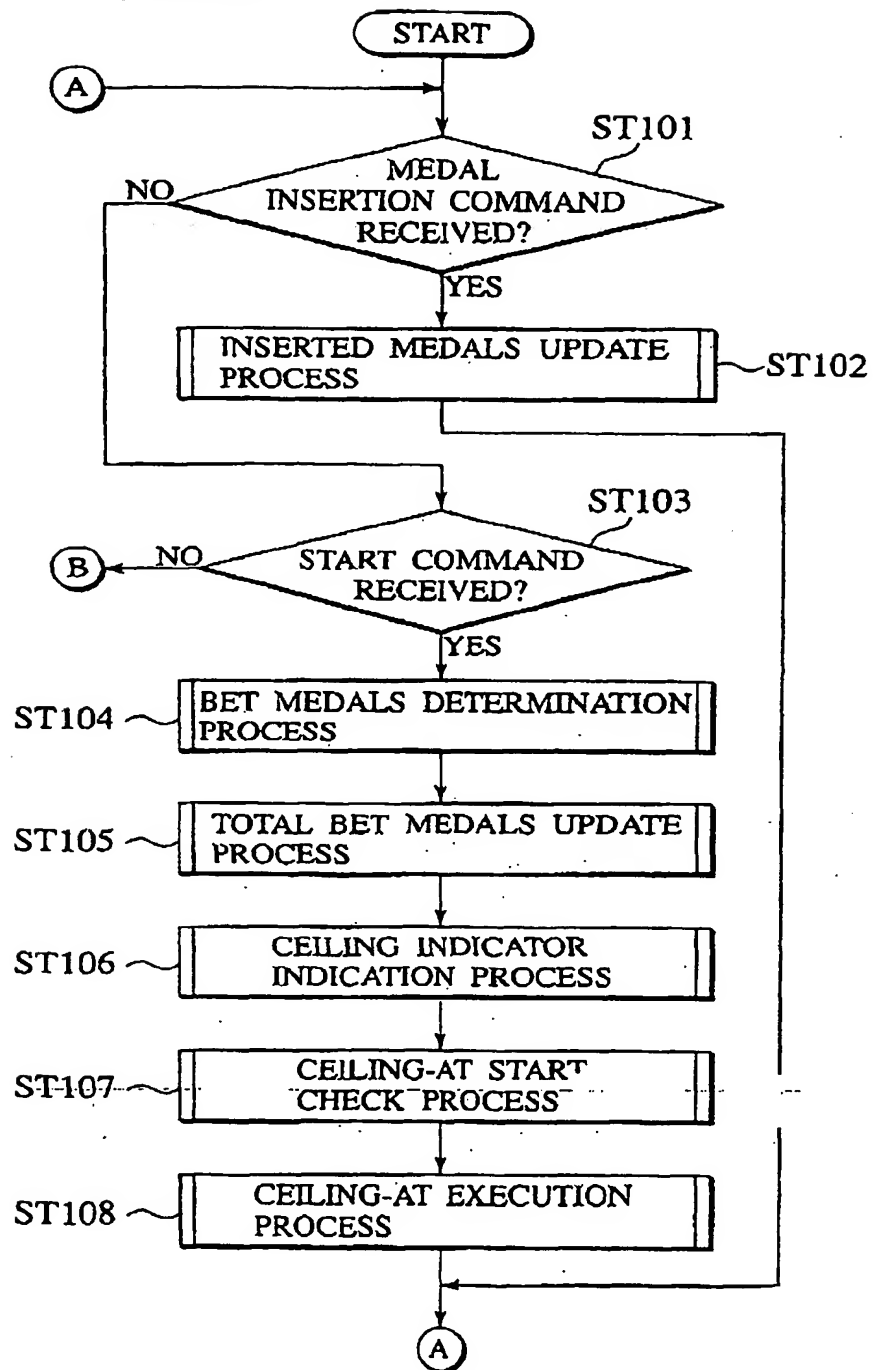 START
A
ST101
MEDAL
INSERTION COMMAND
RECEIVED?
NO
YES
INSERTED MEDALS UPDATE
PROCESS
ST102
ST103
START COMMAND
RECEIVED?
NO
B
YES
ST104
BET MEDALS DETERMINATION
PROCESS
ST105
TOTAL BET MEDALS UPDATE
PROCESS
ST106
CEILING INDICATOR
INDICATION PROCESS
ST107
CEILING-AT START
CHECK PROCESS
ST108
CEILING-AT EXECUTION
PROCESS
A